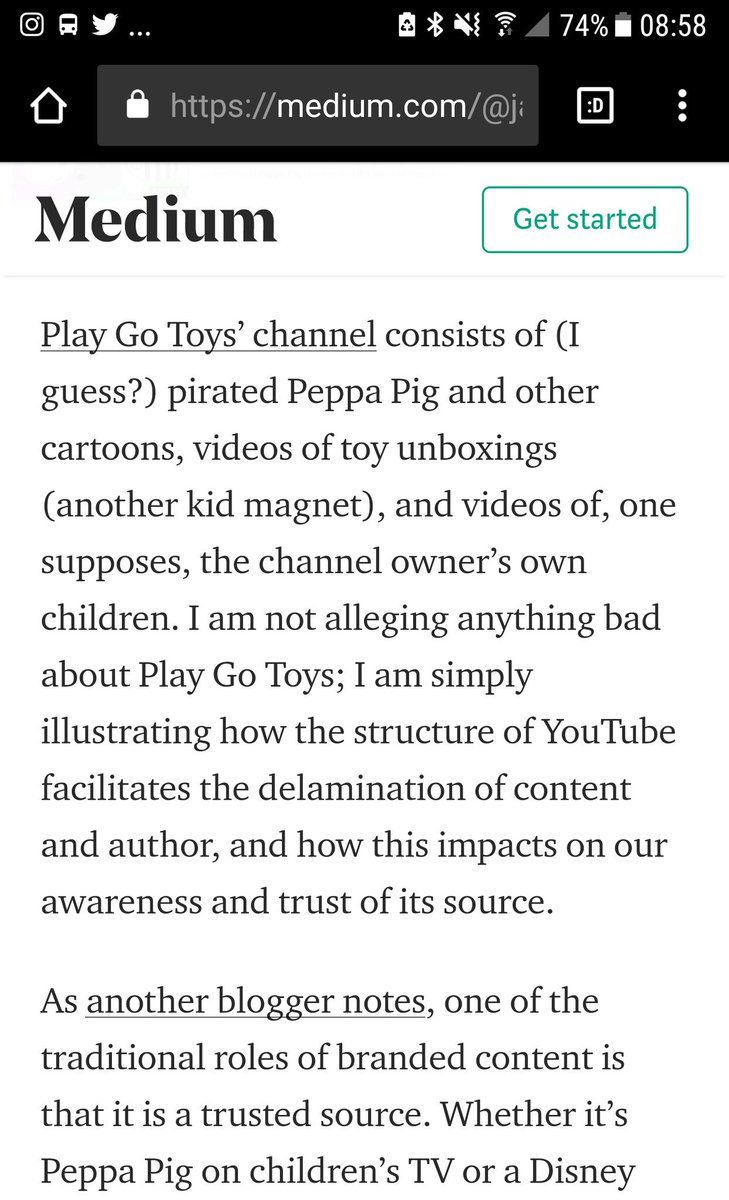 ... 74% 08:58
https://medium.com/@ja :D
Medium Get started
Play Go Toys’ channel consists of (I
guess?) pirated Peppa Pig and other
cartoons, videos of toy unboxings
(another kid magnet), and videos of, one
supposes, the channel owner’s own
children. I am not alleging anything bad
about Play Go Toys; I am simply
illustrating how the structure of YouTube
facilitates the delamination of content
and author, and how this impacts on our
awareness and trust of its source.
As another blogger notes, one of the
traditional roles of branded content is
that it is a trusted source. Whether it’s
Peppa Pig on children’s TV or a Disney